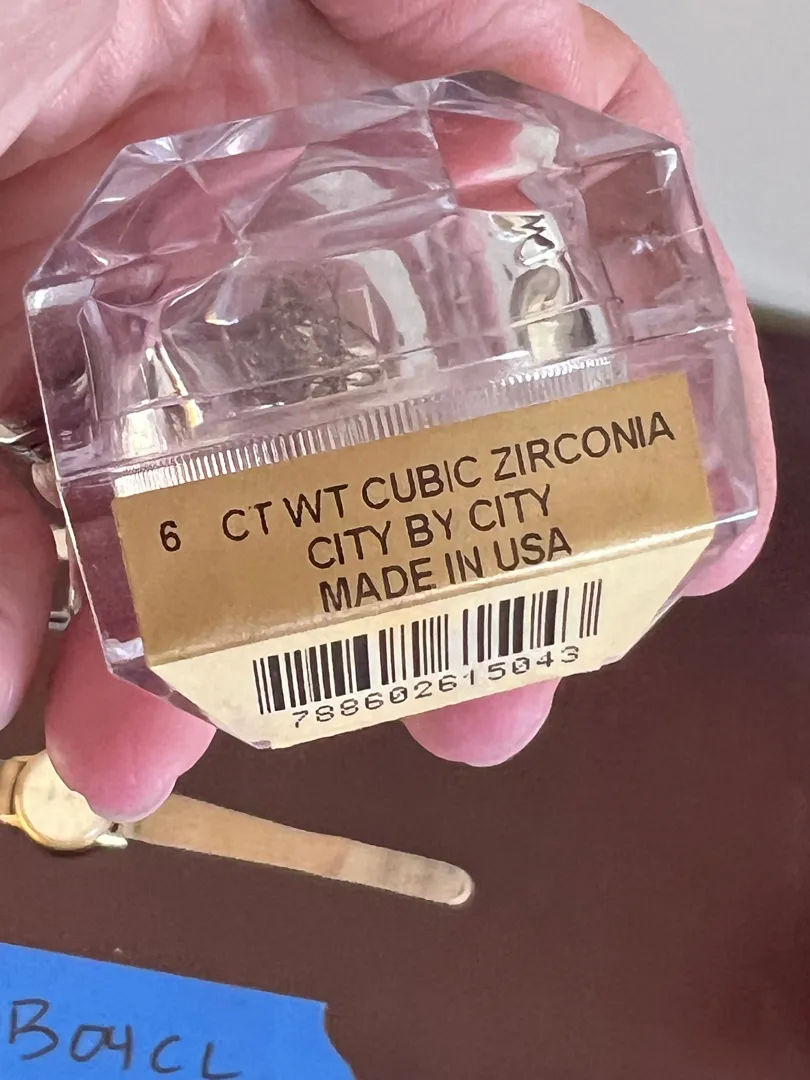 6 CT WT CUBIC ZIRCONIA
CITY BY CITY
MADE IN USA
788602615043
B04CL